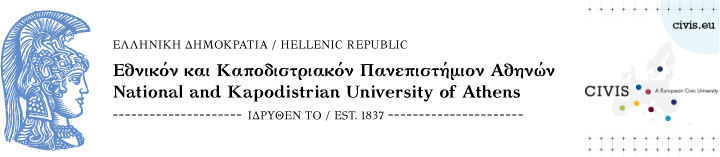 ΕΛΛΗΝΙΚΗ ΔΗΜΟΚΡΑΤΙΑ / HELLENIC REPUBLIC
Εθνικόν και Καποδιστριακόν Πανεπιστήμιον Αθηνών
National and Kapodistrian University of Athens
ΙΔΡΥΘΕΝ ΤΟ / EST. 1837
civis.eu
CIVIS
A European Civic University